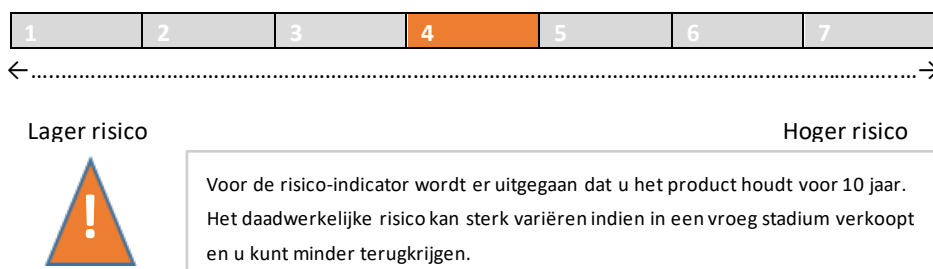 1 2 3 4 5 6 7
Lager risico Hoger risico
!
Voor de risico-indicator wordt er uitgegaan dat u het product houdt voor 10 jaar.
Het daadwerkelijke risico kan sterk variëren indien in een vroeg stadium verkoopt
en u kunt minder terugkrijgen.